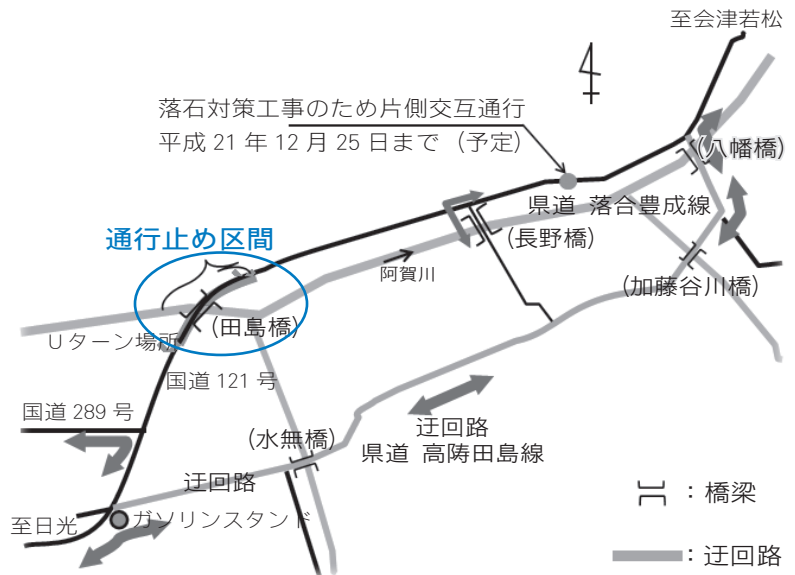 至会津若松
落石対策工事のため片側交互通行
平成 21 年 12 月 25 日まで （予定）
(八幡橋)
県道 落合豊成線
(長野橋)
通行止め区間
阿賀川
(加藤谷川橋)
(田島橋)
Uターン場所
国道 121 号
国道 289 号
迂回路
県道 高陦田島線
(水無橋)
迂回路
：橋梁
至日光
ガソリンスタンド
：迂回路